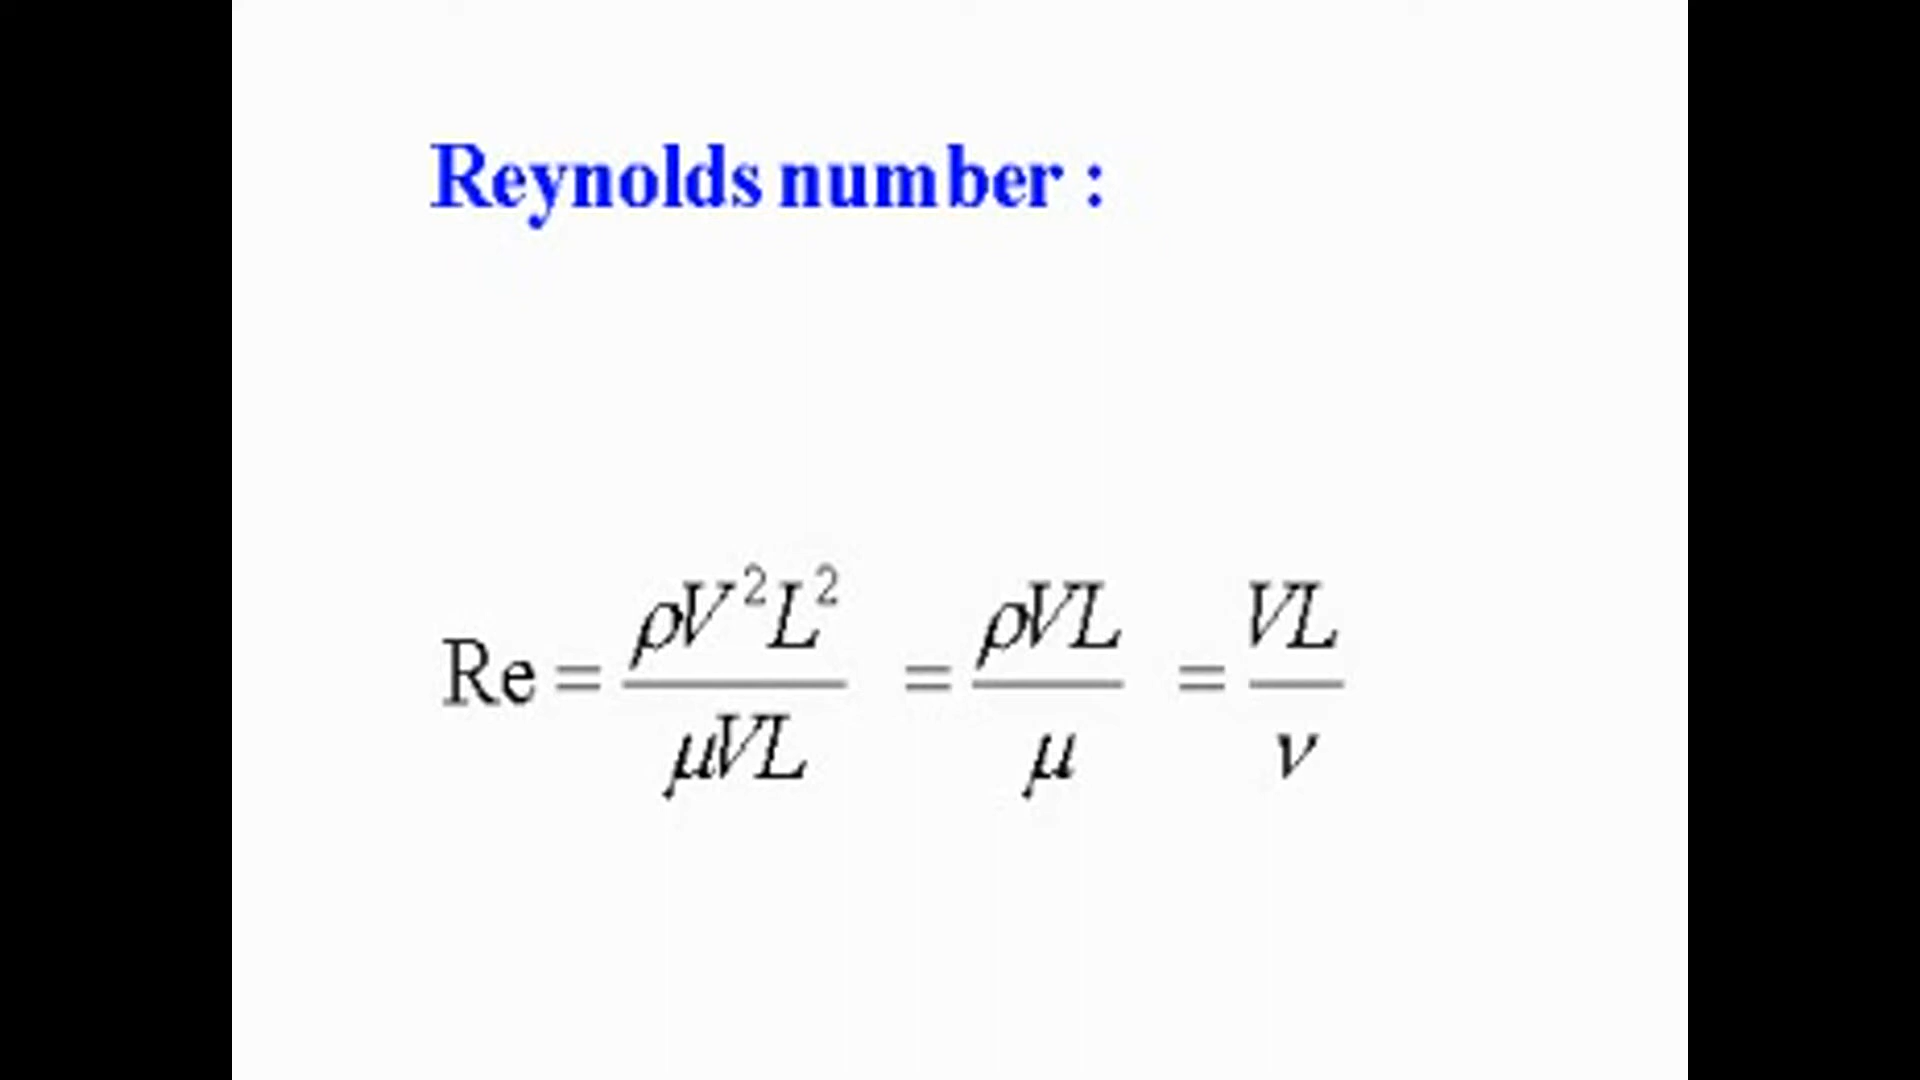 Reynolds number :
Re = ρV²L² / μVL = ρVL / μ = VL / ν